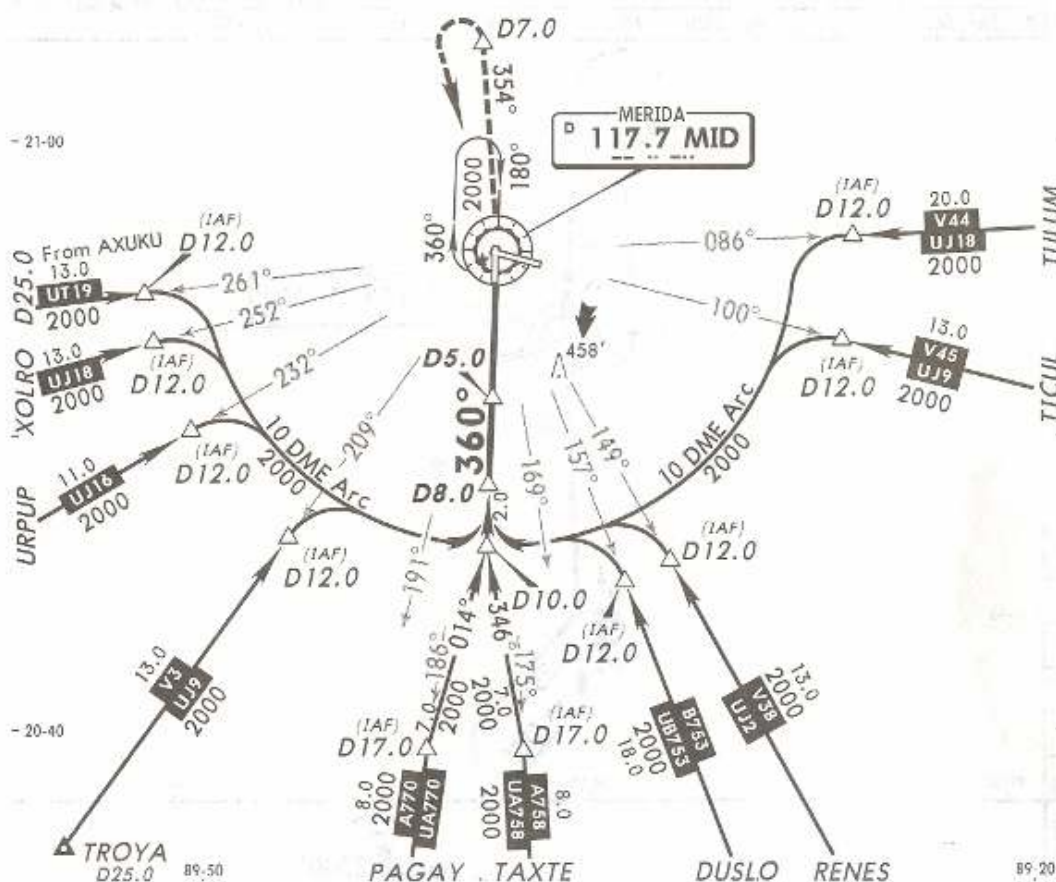 D7.0
354°
MERIDA
D 117.7 MID
21-00
180°
2000
360°
(IAF)
D12.0
20.0
V44
UJ18
2000
TULUM
086°
From AXUKU
D25.0
13.0
UT19
2000
(IAF)
D12.0
261°
252°
232°
XOLRO
13.0
UJ18
2000
(IAF)
D12.0
100°
(IAF)
D12.0
13.0
V45
UJ9
2000
TICUL
458'
D5.0
360°
209°
10 DME Arc
2000
149°
157°
10 DME Arc
2000
URPUP
11.0
UJ16
2000
(IAF)
D12.0
D8.0
2.0
169°
(IAF)
D12.0
(IAF)
D12.0
191°
D10.0
014°
346°
(IAF)
D12.0
13.0
V3
UJ9
2000
186°
7.0
2000
175°
7.0
2000
(IAF)
D17.0
(IAF)
D17.0
20-40
8.0
2000
A770
UA770
8.0
A758
UA758
2000
B753
UB753
2000
18.0
13.0
2000
V38
UJ2
TROYA
D25.0
89-50
PAGAY
TAXTE
DUSLO
RENES
89-20